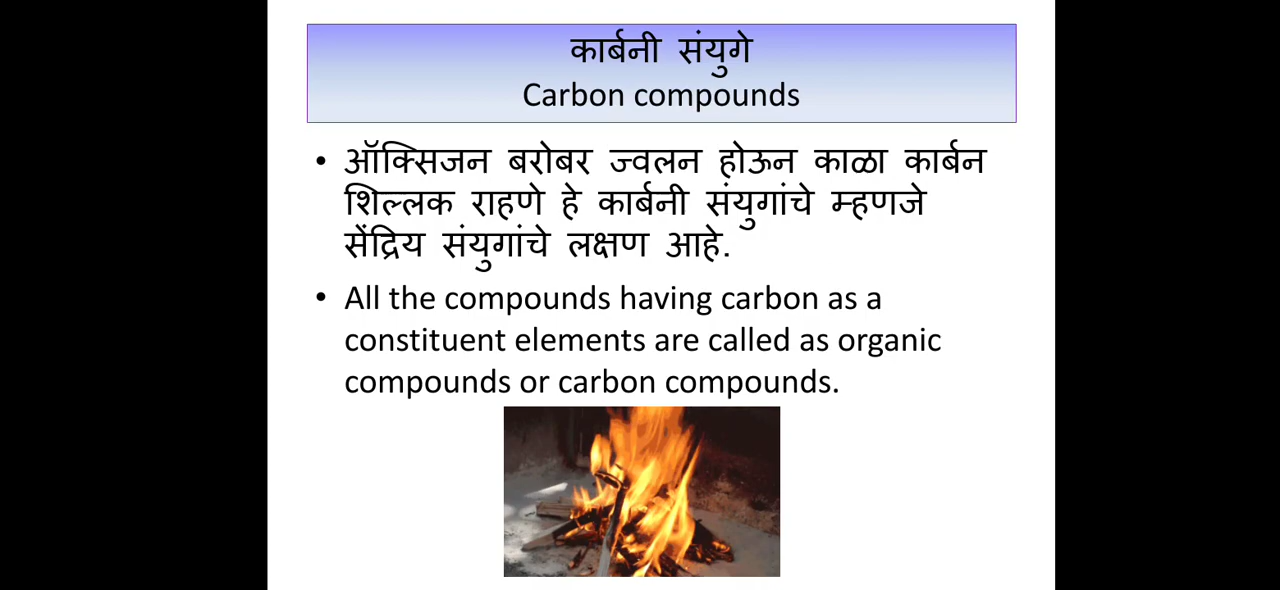 कार्बनी संयुगे
Carbon compounds
• ऑक्सिजन बरोबर ज्वलन होऊन काळा कार्बन
शिल्लक राहणे हे कार्बनी संयुगांचे म्हणजे
सेंद्रिय संयुगांचे लक्षण आहे.
• All the compounds having carbon as a
constituent elements are called as organic
compounds or carbon compounds.